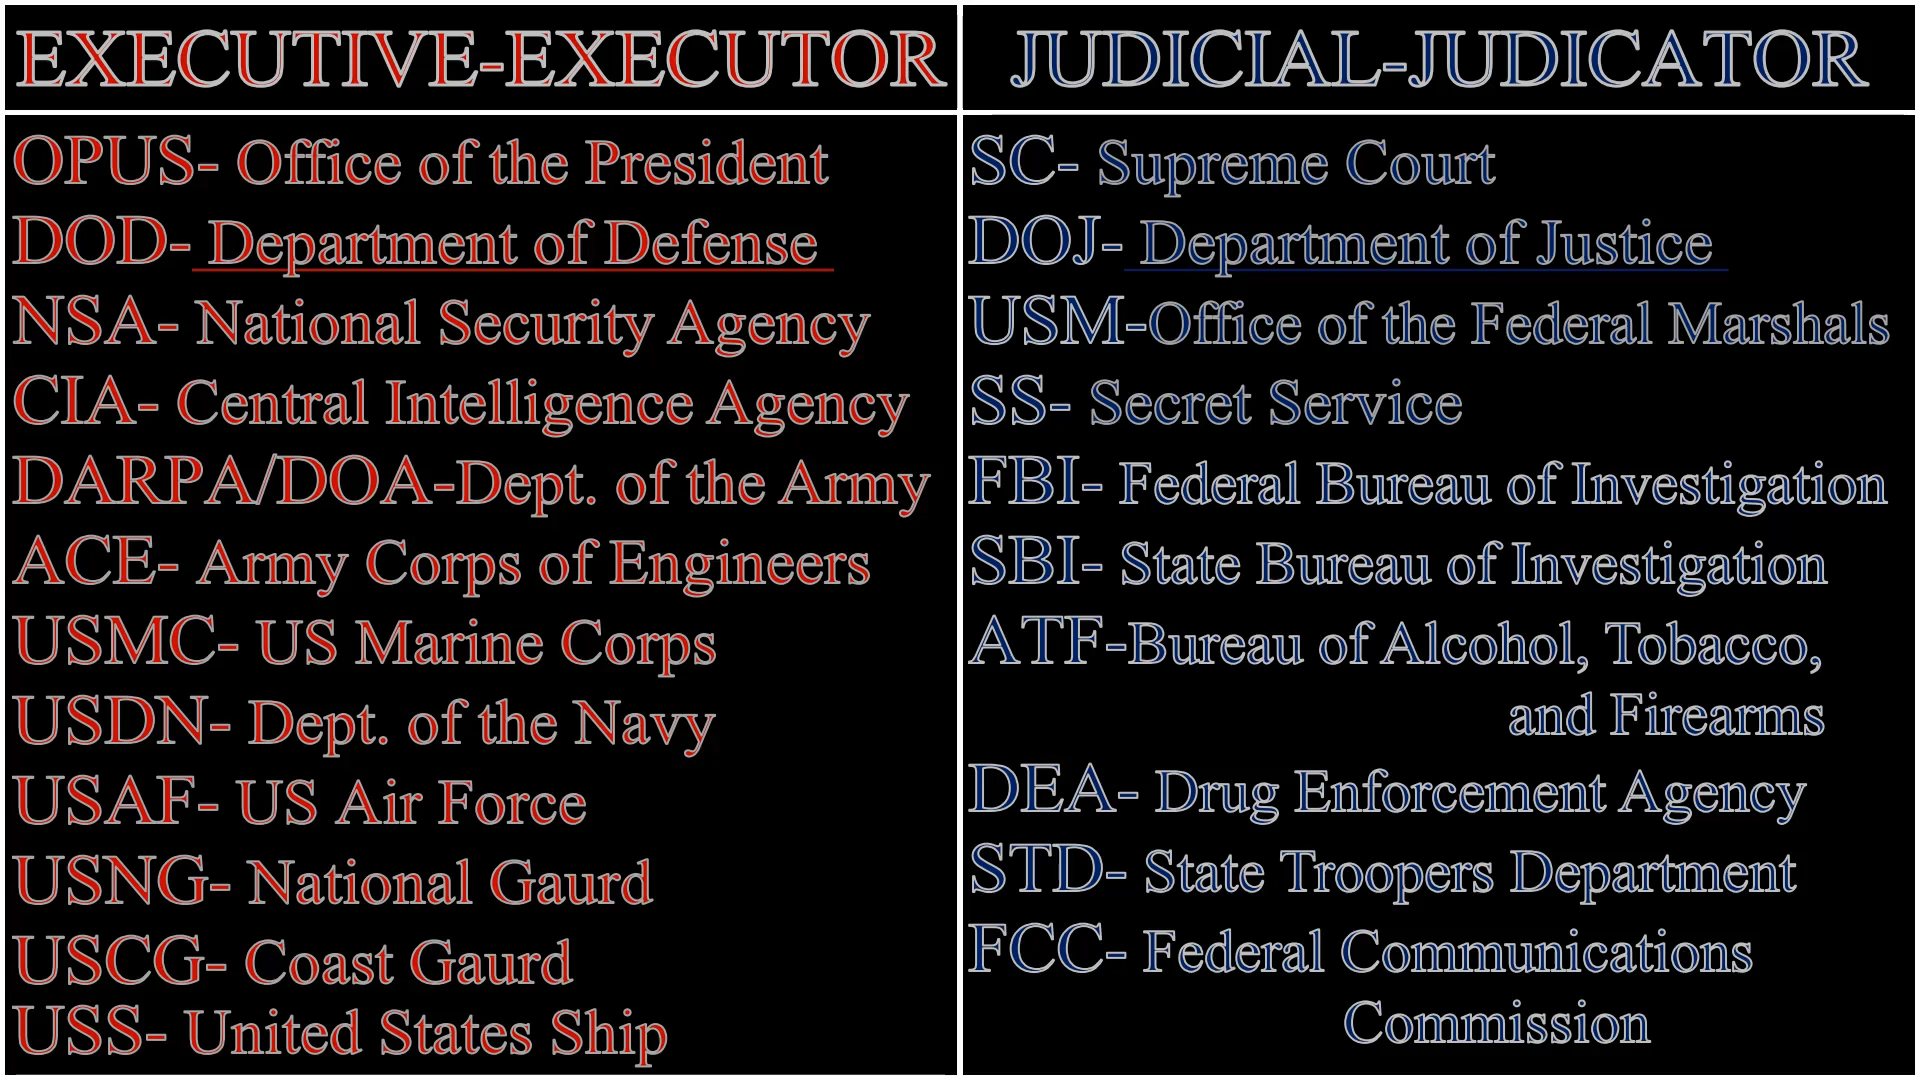 EXECUTIVE-EXECUTOR
OPUS- Office of the President
DOD- Department of Defense
NSA- National Security Agency
CIA- Central Intelligence Agency
DARPA/DOA-Dept. of the Army
ACE- Army Corps of Engineers
USMC- US Marine Corps
USDN- Dept. of the Navy
USAF- US Air Force
USNG- National Gaurd
USCG- Coast Gaurd
USS- United States Ship
JUDICIAL-JUDICATOR
SC- Supreme Court
DOJ- Department of Justice
USM-Office of the Federal Marshals
SS- Secret Service
FBI- Federal Bureau of Investigation
SBI- State Bureau of Investigation
ATF-Bureau of Alcohol, Tobacco,
and Firearms
DEA- Drug Enforcement Agency
STD- State Troopers Department
FCC- Federal Communications
Commission